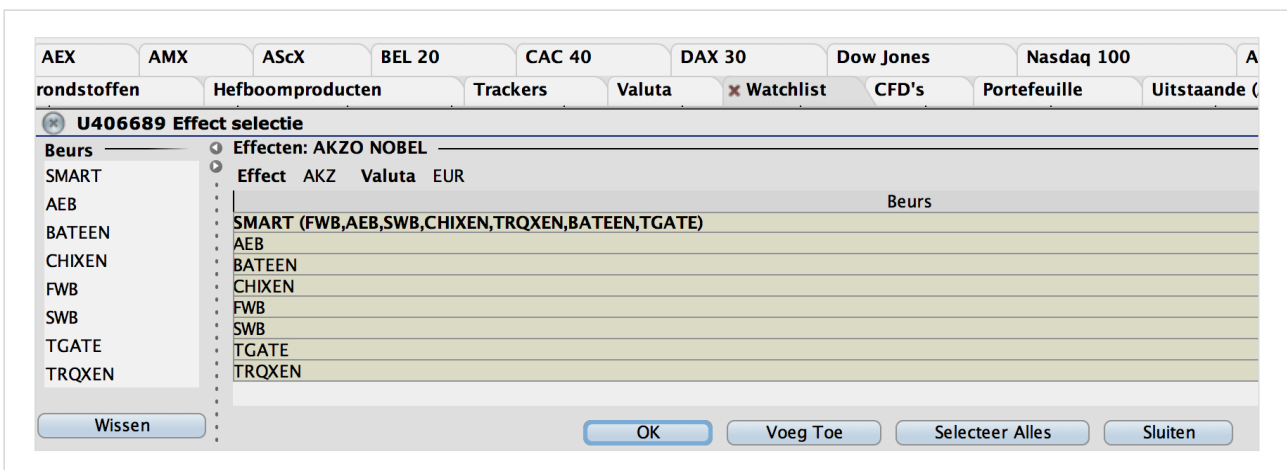 AEX AMX AScX BEL 20 CAC 40 DAX 30 Dow Jones Nasdaq 100 A
rondstoffen Hefboomproducten Trackers Valuta Watchlist CFD's Portefeuille Uitstaande (
U406689 Effect selectie
Beurs
SMART
AEB
BATEEN
CHIXEN
FWB
SWB
TGATE
TRQXEN
Wissen
Effecten: AKZO NOBEL
Effect AKZ Valuta EUR
Beurs
SMART (FWB,AEB,SWB,CHIXEN,TRQXEN,BATEEN,TGATE)
AEB
BATEEN
CHIXEN
FWB
SWB
TGATE
TRQXEN
OK Voeg Toe Selecteer Alles Sluiten